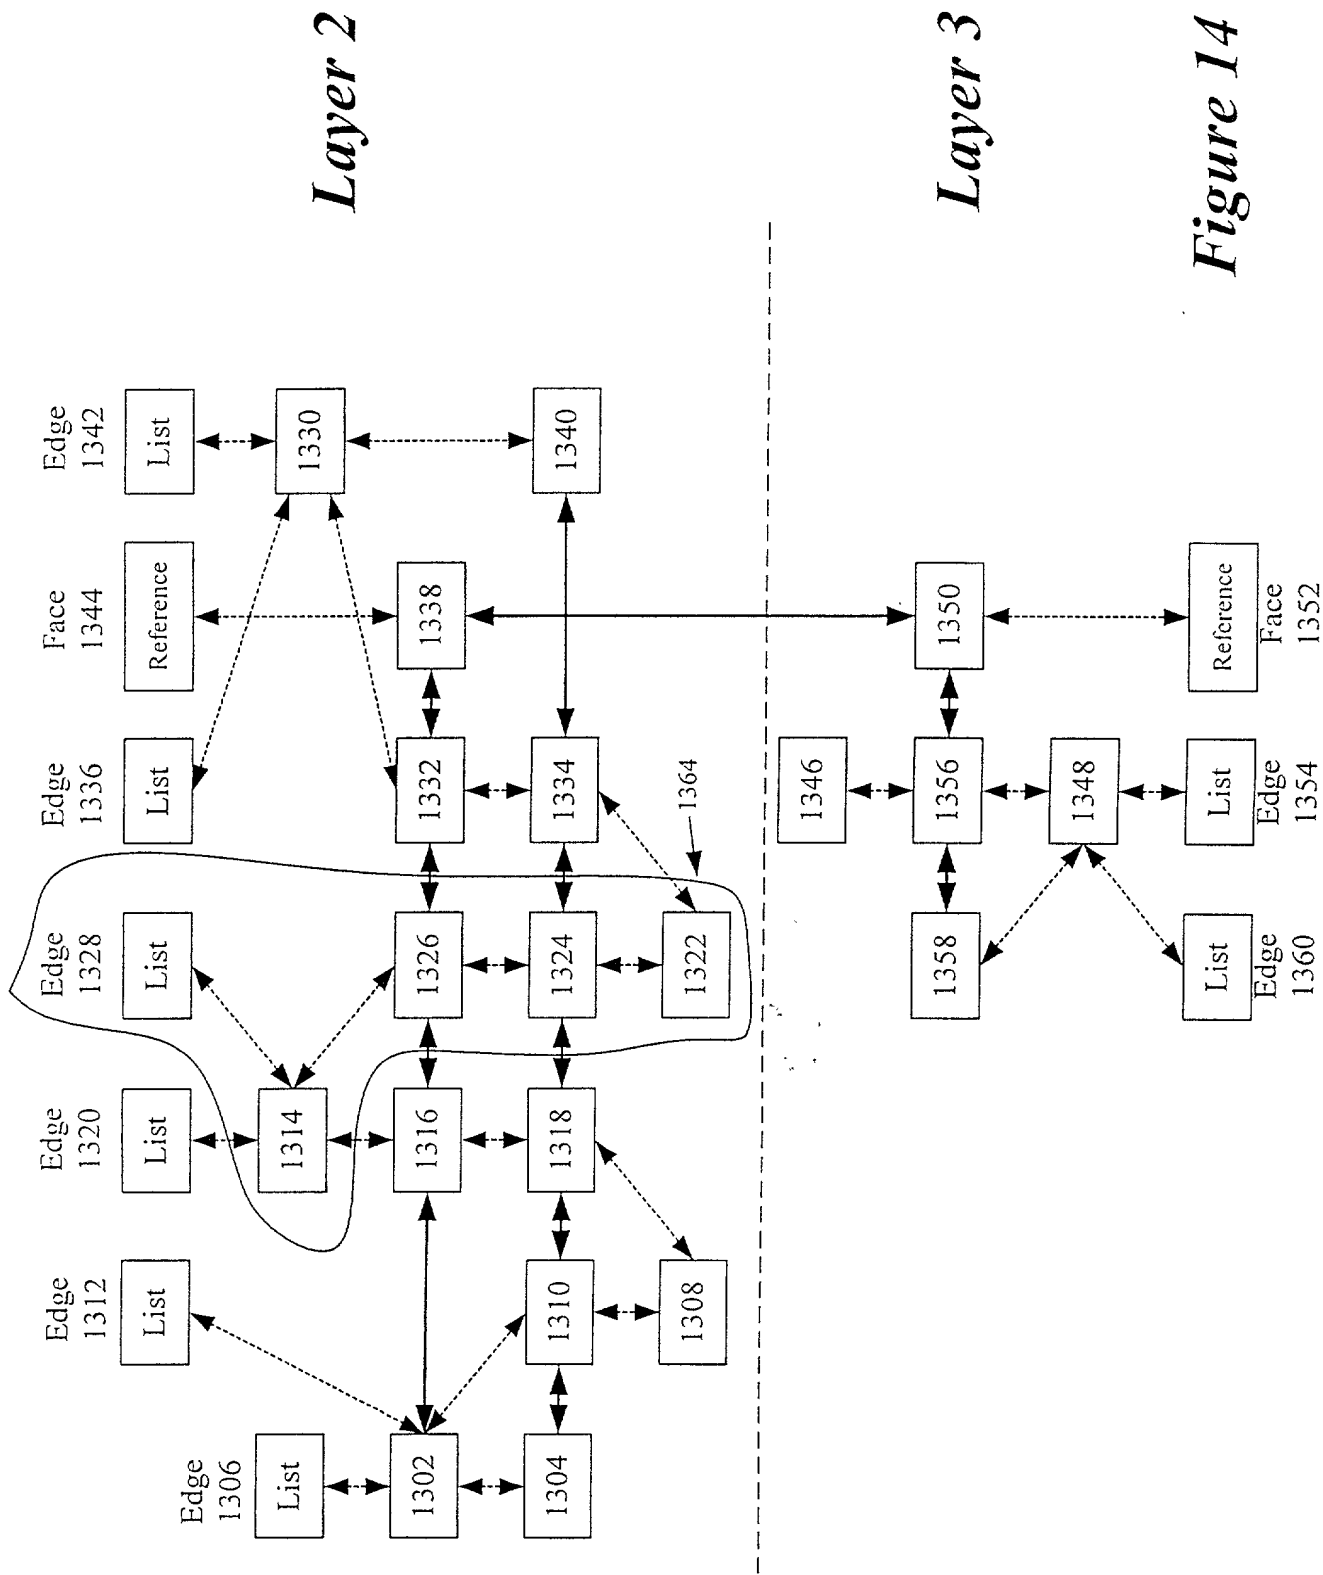 Edge
1306
List
1302
1304
Edge
1312
List
1310
1308
Edge
1320
List
1314
1316
1318
Edge
1328
List
1326
1324
1322
Edge
1336
List
1332
1334
1364
Face
1344
Reference
1338
Edge
1342
List
1330
1340
Layer 2
1358
List
Edge
1360
1346
1356
1348
List
Edge
1354
1350
Reference
Face
1352
Layer 3
Figure 14